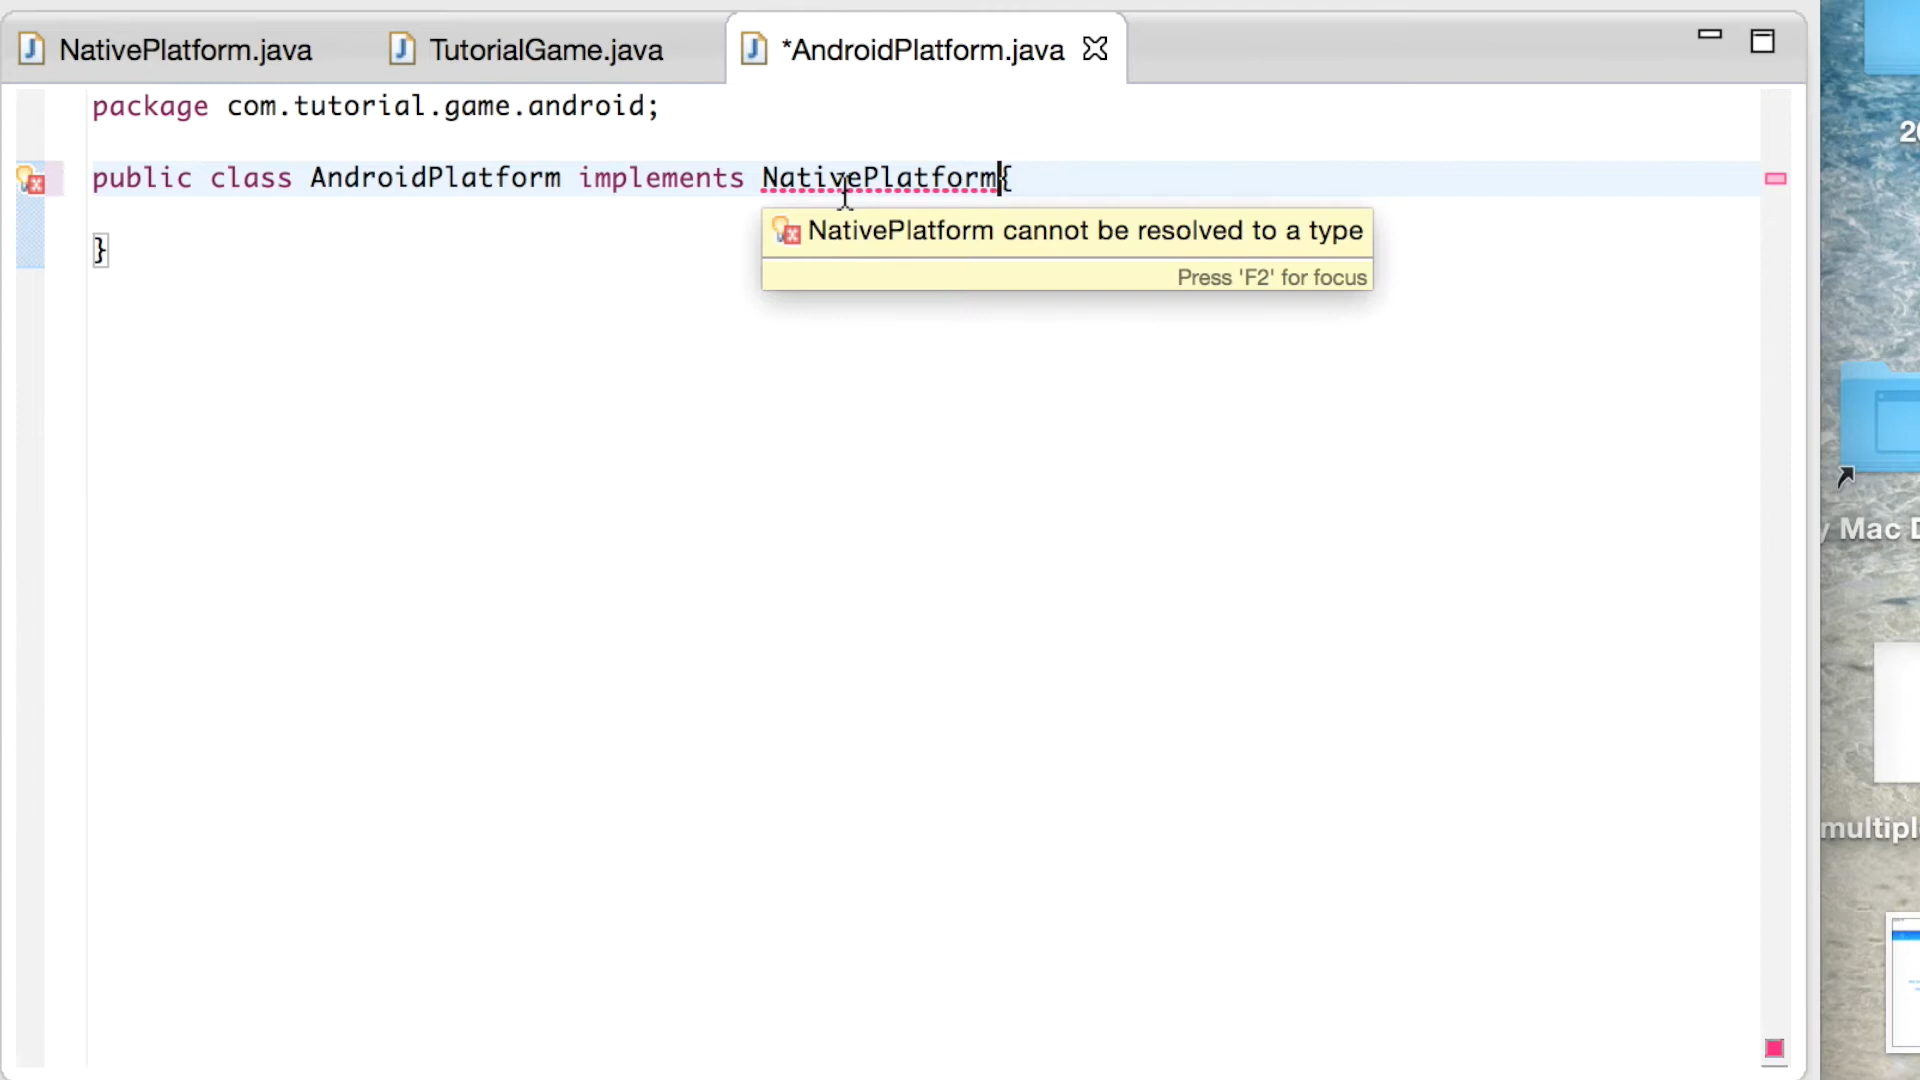 NativePlatform.java
TutorialGame.java
*AndroidPlatform.java
package com.tutorial.game.android;
public class AndroidPlatform implements NativePlatform{
NativePlatform cannot be resolved to a type
Press 'F2' for focus
}
Mac
multipl